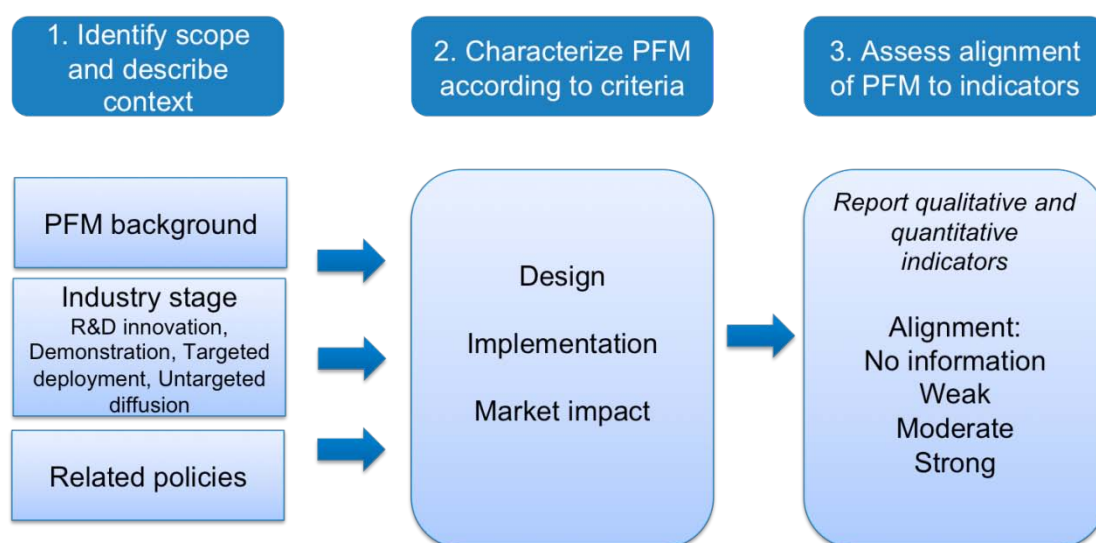 1. Identify scope
and describe
context
2. Characterize PFM
according to criteria
3. Assess alignment
of PFM to indicators
PFM background
Industry stage
R&D innovation,
Demonstration, Targeted
deployment, Untargeted
diffusion
Related policies
Design
Implementation
Market impact
Report qualitative and
quantitative
indicators
Alignment:
No information
Weak
Moderate
Strong